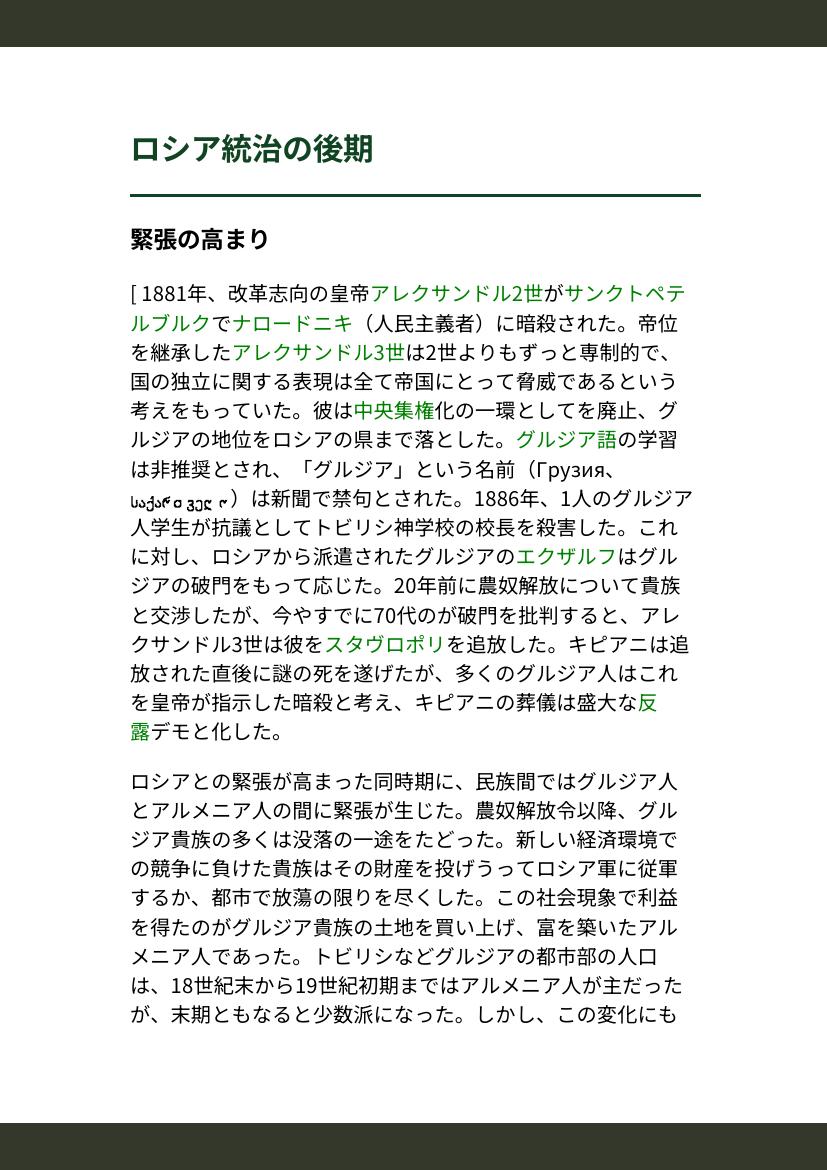 ロシア統治の後期
緊張の高まり
[ 1881年、改革志向の皇帝アレクサンドル2世がサンクトペテ
ルブルクでナロードニキ（人民主義者）に暗殺された。帝位
を継承したアレクサンドル3世は2世よりもずっと専制的で、
国の独立に関する表現は全て帝国にとって脅威であるという
考えをもっていた。彼は中央集権化の一環としてを廃止、グ
ルジアの地位をロシアの県まで落とした。グルジア語の学習
は非推奨とされ、「グルジア」という名前（Грузия、
საქართველო）は新聞で禁句とされた。1886年、1人のグルジア
人学生が抗議としてトビリシ神学校の校長を殺害した。これ
に対し、ロシアから派遣されたグルジアのエクザルフはグル
ジアの破門をもって応じた。20年前に農奴解放について貴族
と交渉したが、今やすでに70代のが破門を批判すると、アレ
クサンドル3世は彼をスタヴロポリを追放した。キピアニは追
放された直後に謎の死を遂げたが、多くのグルジア人はこれ
を皇帝が指示した暗殺と考え、キピアニの葬儀は盛大な反
露デモと化した。
ロシアとの緊張が高まった同時期に、民族間ではグルジア人
とアルメニア人の間に緊張が生じた。農奴解放令以降、グル
ジア貴族の多くは没落の一途をたどった。新しい経済環境で
の競争に負けた貴族はその財産を投げうってロシア軍に従軍
するか、都市で放蕩の限りを尽くした。この社会現象で利益
を得たのがグルジア貴族の土地を買い上げ、富を築いたアル
メニア人であった。トビリシなどグルジアの都市部の人口
は、18世紀末から19世紀初期まではアルメニア人が主だった
が、末期ともなると少数派になった。しかし、この変化にも